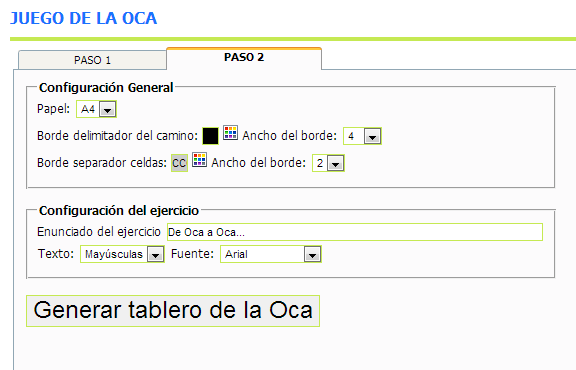 JUEGO DE LA OCA
PASO 1 PASO 2
Configuración General
Papel: A4
Borde delimitador del camino: Ancho del borde: 4
Borde separador celdas: CC Ancho del borde: 2
Configuración del ejercicio
Enunciado del ejercicio De Oca a Oca...
Texto: Mayúsculas Fuente: Arial
Generar tablero de la Oca